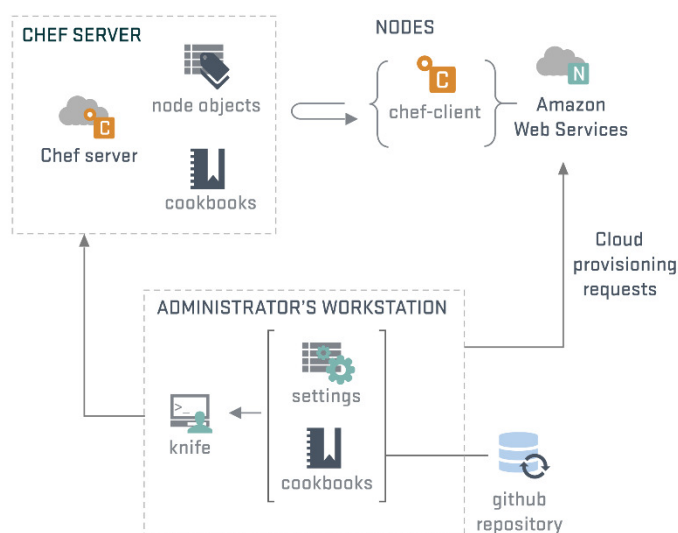 CHEF SERVER
node objects
C
Chef server
cookbooks
NODES
C
chef-client
N
Amazon
Web Services
Cloud
provisioning
requests
ADMINISTRATOR'S WORKSTATION
settings
>_
knife
cookbooks
github
repository